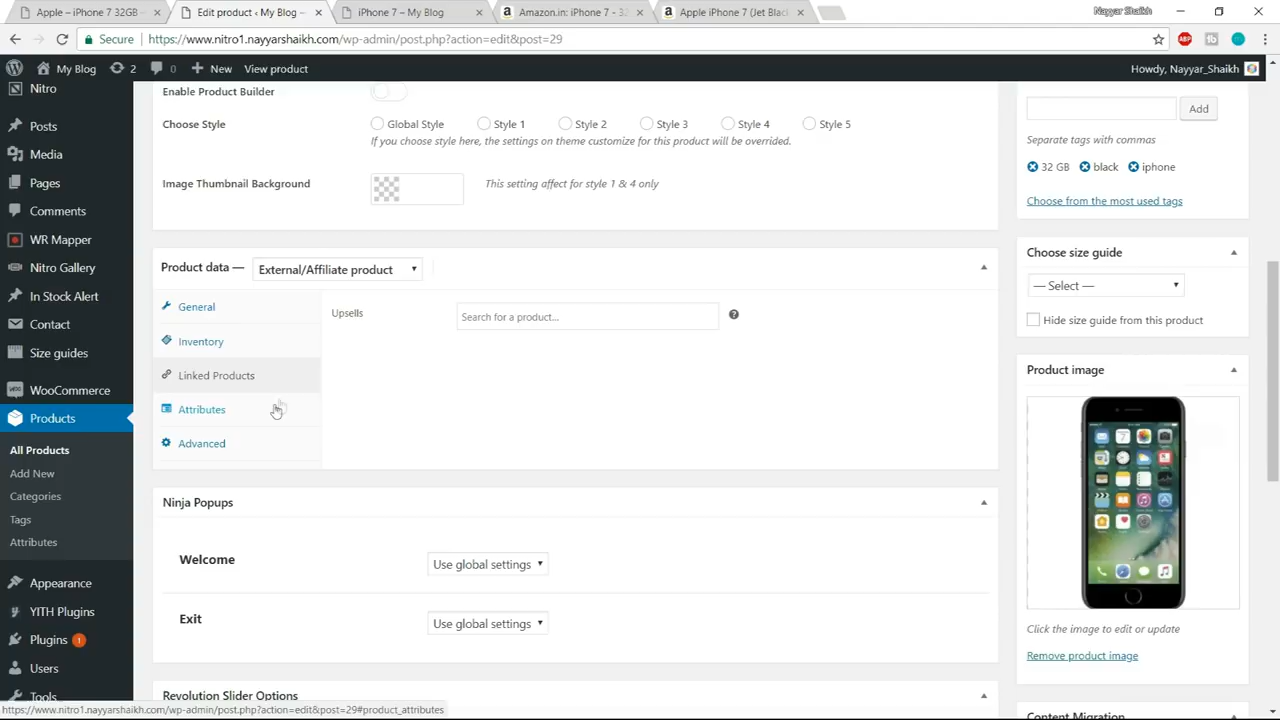 Apple – iPhone 7 32GB
Edit product ‹ My Blog –
iPhone 7 – My Blog
Amazon.in: iPhone 7 - 32
Apple iPhone 7 (Jet Black
Nayyar Shaikh
Secure
https://www.nitro1.nayyarshaikh.com/wp-admin/post.php?action=edit&post=29
ABP
My Blog
2
0
New
View product
Howdy, Nayyar_Shaikh
Nitro
Posts
Media
Pages
Comments
WR Mapper
Nitro Gallery
In Stock Alert
Contact
Size guides
WooCommerce
Products
All Products
Add New
Categories
Tags
Attributes
Appearance
YITH Plugins
Plugins 1
Users
Tools
Enable Product Builder
Choose Style
Global Style
Style 1
Style 2
Style 3
Style 4
Style 5
If you choose style here, the settings on theme customize for this product will be overrided.
Image Thumbnail Background
This setting affect for style 1 & 4 only
Product data —
External/Affiliate product
General
Inventory
Linked Products
Attributes
Advanced
Upsells
Search for a product...
Ninja Popups
Welcome
Use global settings
Exit
Use global settings
Revolution Slider Options
Add
Separate tags with commas
32 GB
black
iphone
Choose from the most used tags
Choose size guide
— Select —
Hide size guide from this product
Product image
Click the image to edit or update
Remove product image
Content Migration
https://www.nitro1.nayyarshaikh.com/wp-admin/post.php?action=edit&post=29#product_attributes